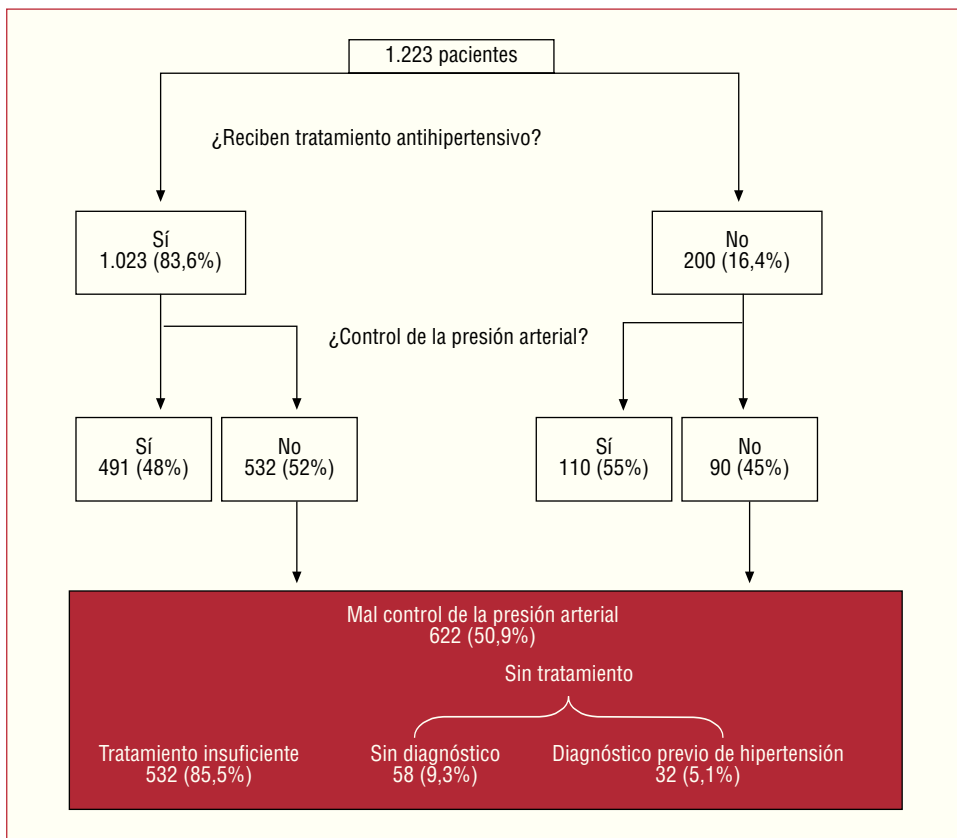 1.223 pacientes
¿Reciben tratamiento antihipertensivo?
Sí
1.023 (83,6%)
No
200 (16,4%)
¿Control de la presión arterial?
Sí
491 (48%)
No
532 (52%)
Sí
110 (55%)
No
90 (45%)
Mal control de la presión arterial
622 (50,9%)
Sin tratamiento
Tratamiento insuficiente
532 (85,5%)
Sin diagnóstico
58 (9,3%)
Diagnóstico previo de hipertensión
32 (5,1%)